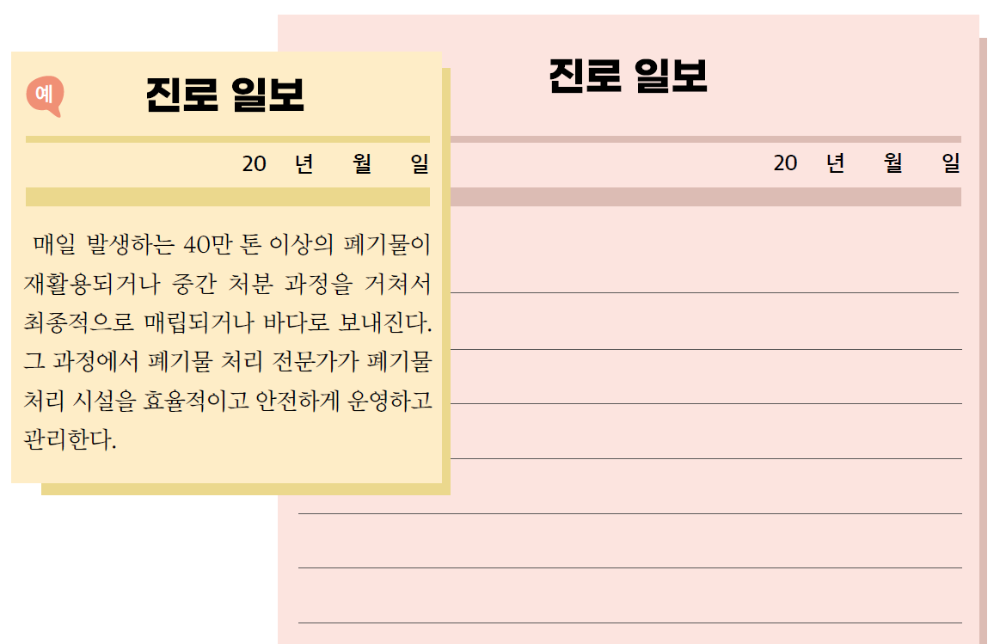 예
진로 일보
20 년 월 일
매일 발생하는 40만 톤 이상의 폐기물이
재활용되거나 중간 처분 과정을 거쳐서
최종적으로 매립되거나 바다로 보내진다.
그 과정에서 폐기물 처리 전문가가 폐기물
처리 시설을 효율적이고 안전하게 운영하고
관리한다.
진로 일보
20 년 월 일